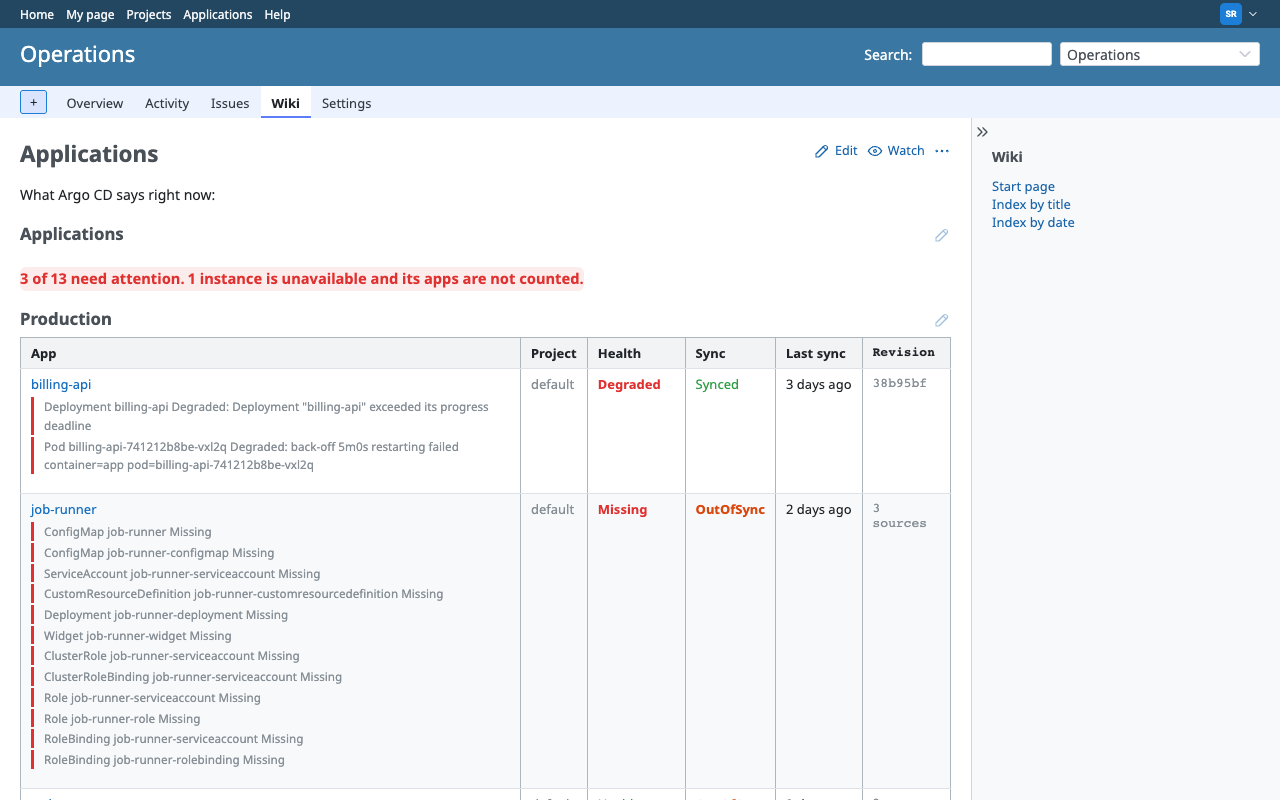 Home My page Projects Applications Help SR
Operations Search: Operations
+ Overview Activity Issues Wiki Settings
Applications Edit Watch ...
What Argo CD says right now:
Applications
3 of 13 need attention. 1 instance is unavailable and its apps are not counted.
Production
App Project Health Sync Last sync Revision
billing-api default Degraded Synced 3 days ago 38b95bf
Deployment billing-api Degraded: Deployment "billing-api" exceeded its progress
deadline
Pod billing-api-741212b8be-vxl2q Degraded: back-off 5m0s restarting failed
container=app pod=billing-api-741212b8be-vxl2q
job-runner default Missing OutOfSync 2 days ago 3
sources
ConfigMap job-runner Missing
ConfigMap job-runner-configmap Missing
ServiceAccount job-runner-serviceaccount Missing
CustomResourceDefinition job-runner-customresourcedefinition Missing
Deployment job-runner-deployment Missing
Widget job-runner-widget Missing
ClusterRole job-runner-serviceaccount Missing
ClusterRoleBinding job-runner-serviceaccount Missing
Role job-runner-serviceaccount Missing
Role job-runner-role Missing
RoleBinding job-runner-serviceaccount Missing
RoleBinding job-runner-rolebinding Missing
Wiki
Start page
Index by title
Index by date